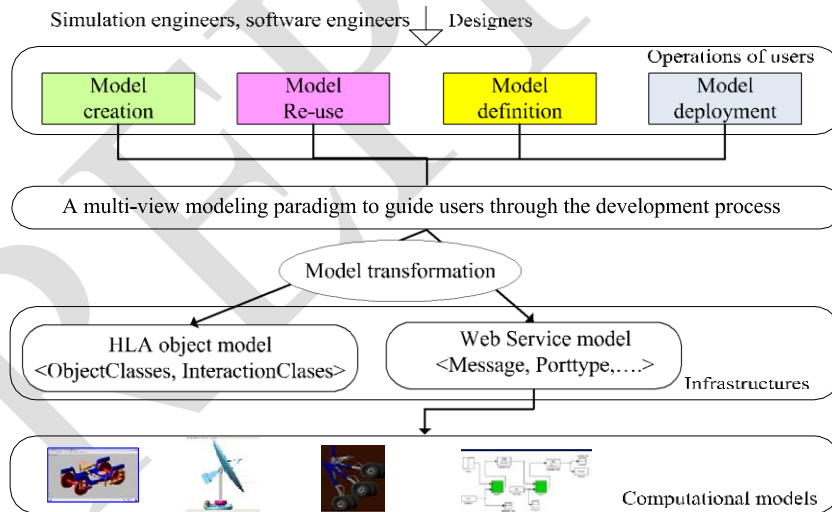 Simulation engineers, software engineers
Designers
Operations of users
Model
creation
Model
Re-use
Model
definition
Model
deployment
A multi-view modeling paradigm to guide users through the development process
Model transformation
HLA object model
<ObjectClasses, InteractionClases>
Web Service model
<Message, Porttype,....>
Infrastructures
Computational models